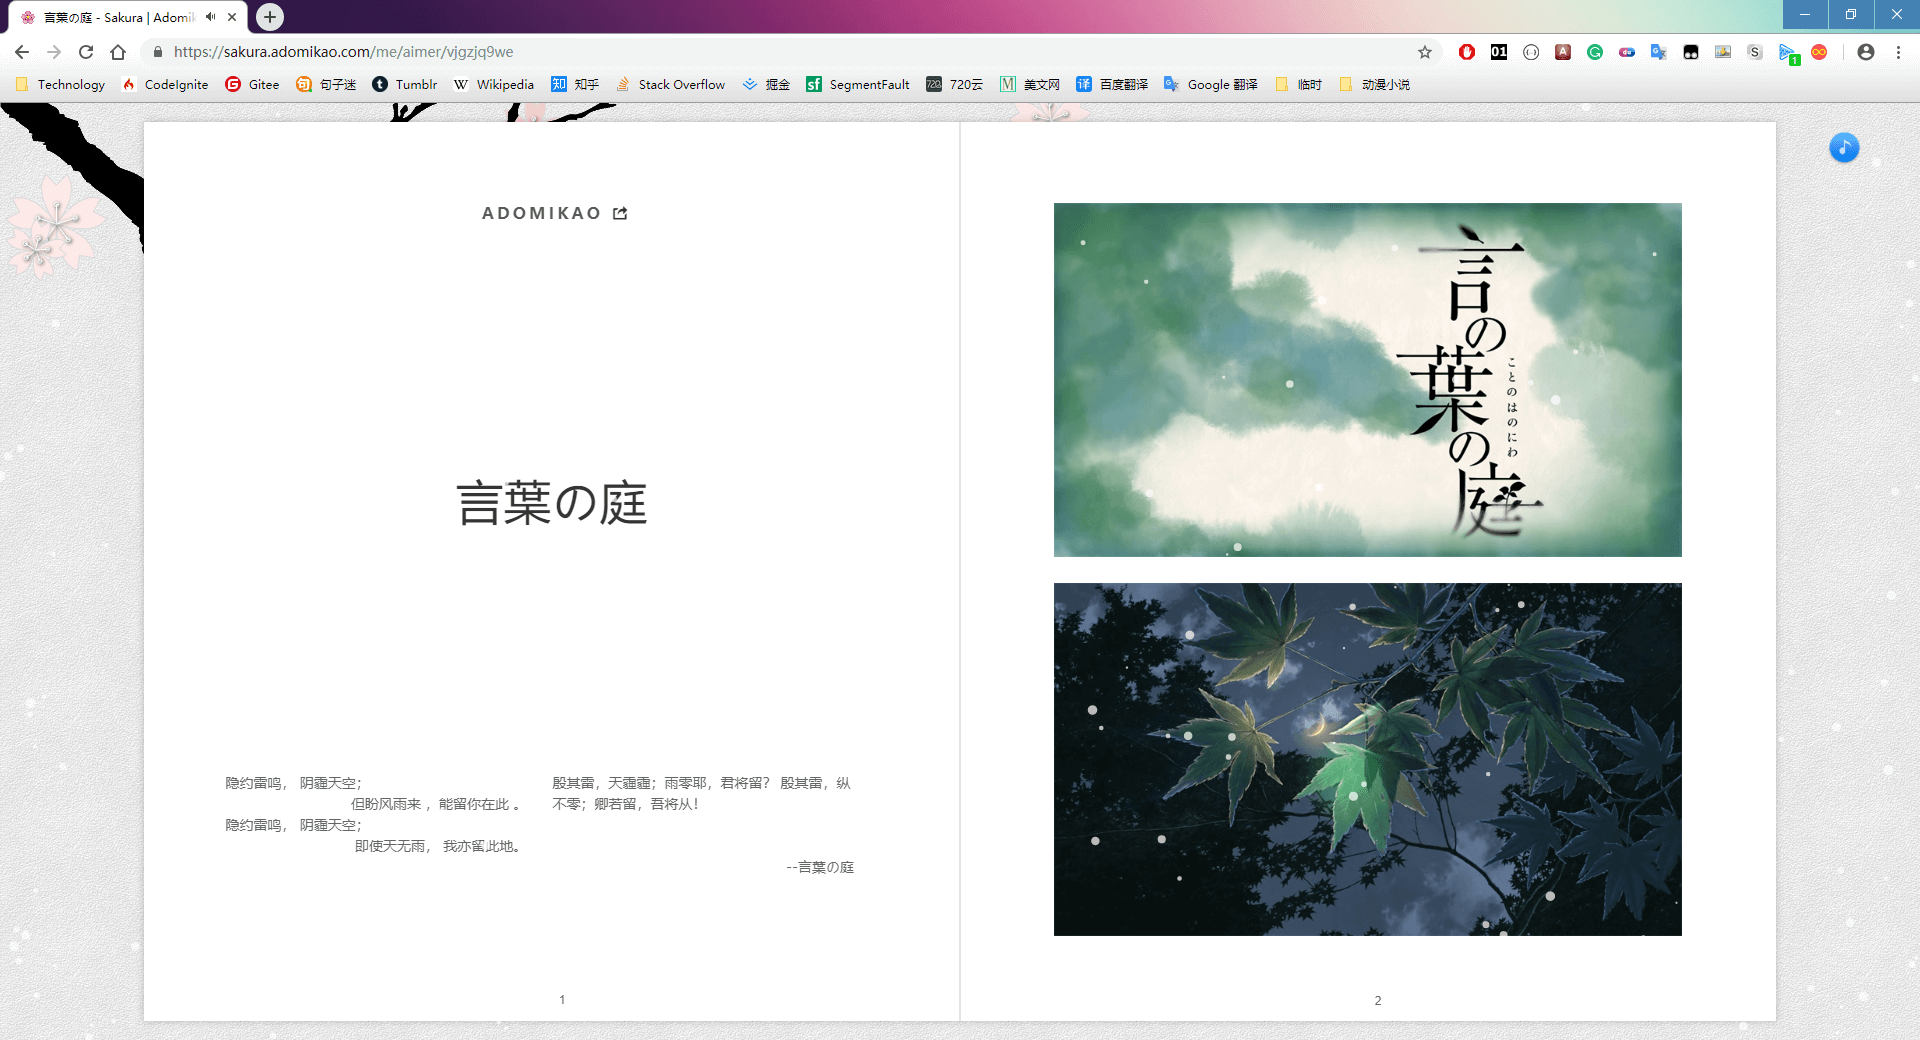 言葉の庭 - Sakura | Adomik
https://sakura.adomikao.com/me/aimer/vjgzjq9we
Technology
CodeIgnite
Gitee
句子迷
Tumblr
Wikipedia
知乎
Stack Overflow
掘金
SegmentFault
720云
美文网
百度翻译
Google 翻译
临时
动漫小说
ADOMIKAO
言葉の庭
隐约雷鸣， 阴霾天空；
但盼风雨来 ，能留你在此 。
隐约雷鸣， 阴霾天空；
即使天无雨， 我亦留此地。
殷其雷，天霾霾；雨零耶，君将留？ 殷其雷，纵
不零；卿若留，吾将从！
--言葉の庭
1
言の葉の庭
ことのはのにわ
2